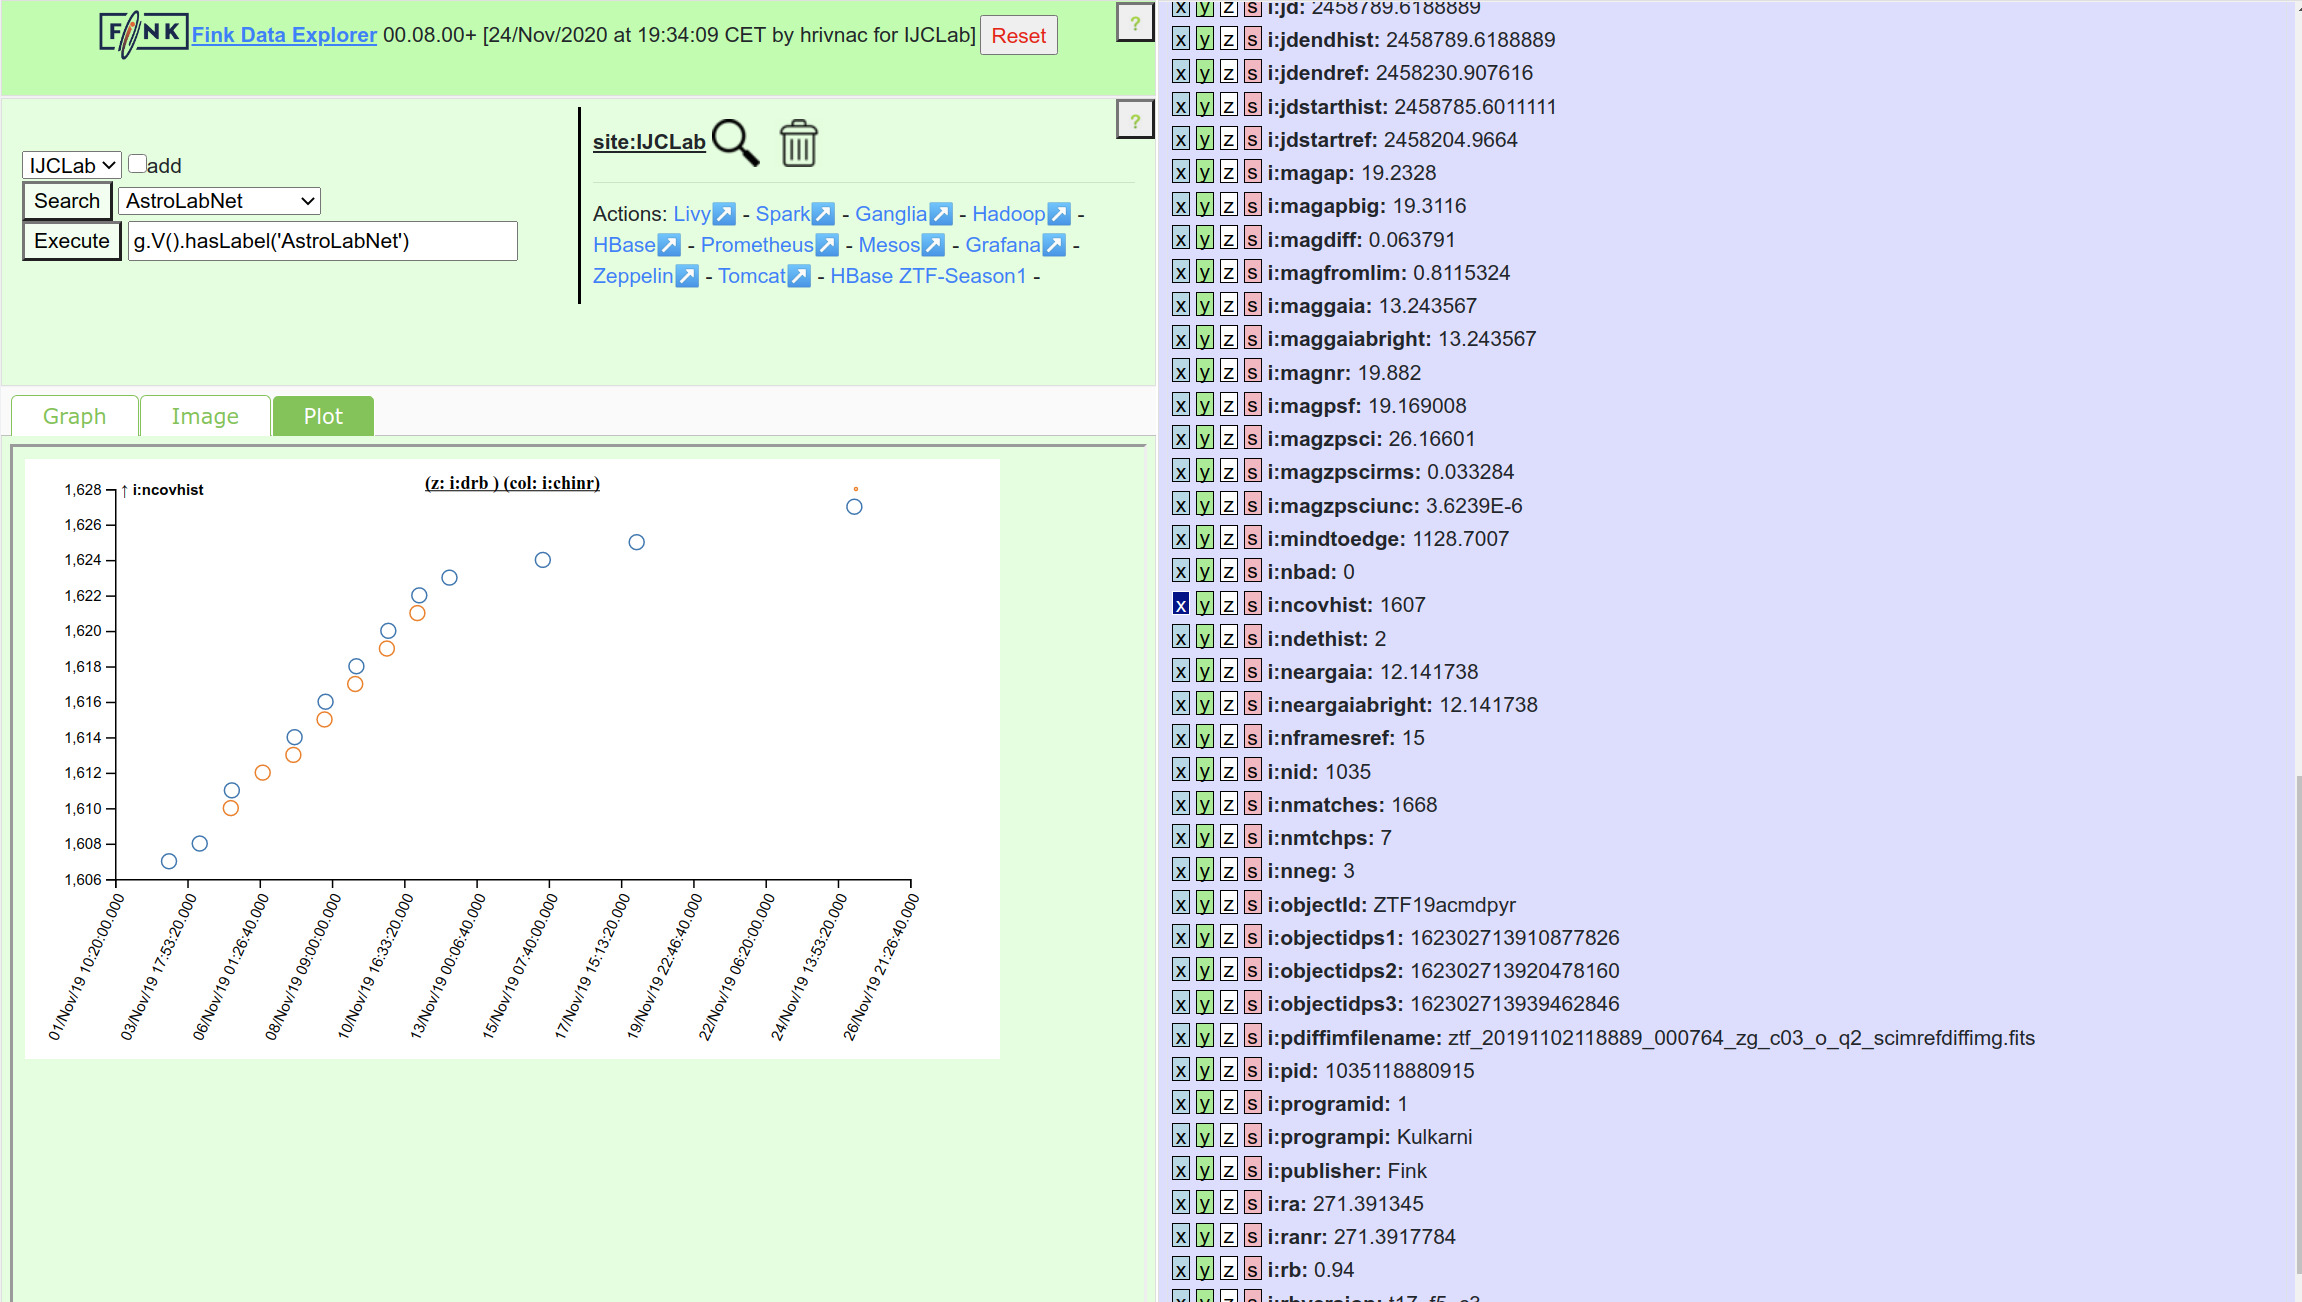 FINK Fink Data Explorer 00.08.00+ [24/Nov/2020 at 19:34:09 CET by hrivnac for IJCLab] Reset ?
?
IJCLab add
Search AstroLabNet
Execute g.V().hasLabel('AstroLabNet')
site:IJCLab
Actions: Livy - Spark - Ganglia - Hadoop -
HBase - Prometheus - Mesos - Grafana -
Zeppelin - Tomcat - HBase ZTF-Season1 -
Graph Image Plot
(z: i:drb ) (col: i:chinr)
↑ i:ncovhist
1,628
1,626
1,624
1,622
1,620
1,618
1,616
1,614
1,612
1,610
1,608
1,606
01/Nov/19 10:20:00.000
03/Nov/19 17:53:20.000
06/Nov/19 01:26:40.000
08/Nov/19 09:00:00.000
10/Nov/19 16:33:20.000
13/Nov/19 00:06:40.000
15/Nov/19 07:40:00.000
17/Nov/19 15:13:20.000
19/Nov/19 22:46:40.000
22/Nov/19 06:20:00.000
24/Nov/19 13:53:20.000
26/Nov/19 21:26:40.000
x y z s i:jd: 2458789.6188889
x y z s i:jdendhist: 2458789.6188889
x y z s i:jdendref: 2458230.907616
x y z s i:jdstarthist: 2458785.6011111
x y z s i:jdstartref: 2458204.9664
x y z s i:magap: 19.2328
x y z s i:magapbig: 19.3116
x y z s i:magdiff: 0.063791
x y z s i:magfromlim: 0.8115324
x y z s i:maggaia: 13.243567
x y z s i:maggaiabright: 13.243567
x y z s i:magnr: 19.882
x y z s i:magpsf: 19.169008
x y z s i:magzpsci: 26.16601
x y z s i:magzpscirms: 0.033284
x y z s i:magzpsciunc: 3.6239E-6
x y z s i:mindtoedge: 1128.7007
x y z s i:nbad: 0
x y z s i:ncovhist: 1607
x y z s i:ndethist: 2
x y z s i:neargaia: 12.141738
x y z s i:neargaiabright: 12.141738
x y z s i:nframesref: 15
x y z s i:nid: 1035
x y z s i:nmatches: 1668
x y z s i:nmtchps: 7
x y z s i:nneg: 3
x y z s i:objectId: ZTF19acmdpyr
x y z s i:objectidps1: 162302713910877826
x y z s i:objectidps2: 162302713920478160
x y z s i:objectidps3: 162302713939462846
x y z s i:pdiffimfilename: ztf_20191102118889_000764_zg_c03_o_q2_scimrefdiffimg.fits
x y z s i:pid: 1035118880915
x y z s i:programid: 1
x y z s i:programpi: Kulkarni
x y z s i:publisher: Fink
x y z s i:ra: 271.391345
x y z s i:ranr: 271.3917784
x y z s i:rb: 0.94